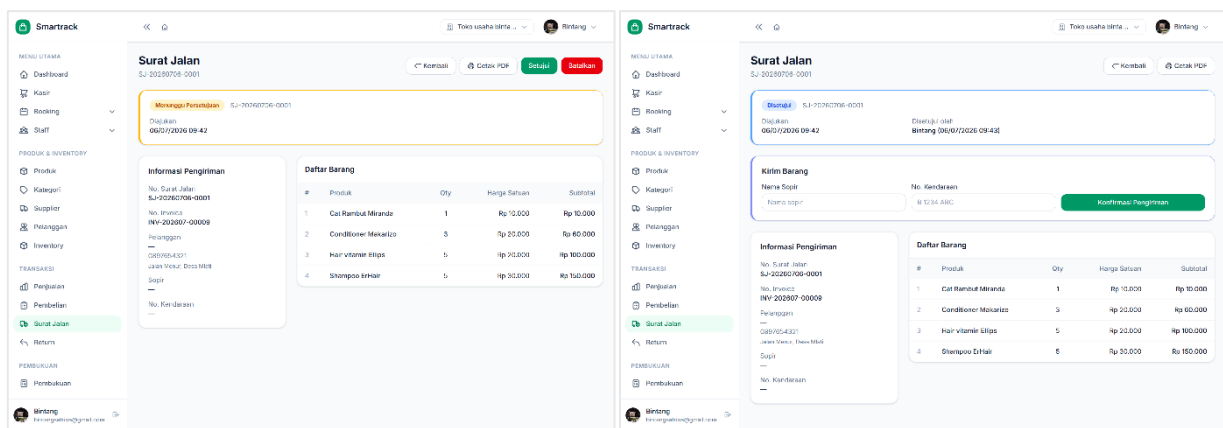 Smartrack
Toko usaha binta...
Bintang
MENU UTAMA
Dashboard
Kasir
Booking
Staff
PRODUK & INVENTORY
Produk
Kategori
Supplier
Pelanggan
Inventory
TRANSAKSI
Penjualan
Pembelian
Surat Jalan
Return
PEMBUKUAN
Pembukuan
Bintang
Surat Jalan
SJ-20260706-0001
Kembali
Cetak PDF
Setujui
Batalkan
Menunggu Persetujuan SJ-20260706-0001
Diajukan
06/07/2026 09:42
Informasi Pengiriman
No. Surat Jalan
SJ-20260706-0001
No. Invoice
INV-202607-00009
Pelanggan
—
0897654321
Sopir
—
No. Kendaraan
—
Daftar Barang
# Produk Qty Harga Satuan Subtotal
1 Cat Rambut Miranda 1 Rp 10.000 Rp 10.000
2 Conditioner Makarizo 3 Rp 20.000 Rp 60.000
3 Hair vitamin Ellips 5 Rp 20.000 Rp 100.000
4 Shampoo ErHair 5 Rp 30.000 Rp 150.000
Smartrack
Toko usaha binta...
Bintang
MENU UTAMA
Dashboard
Kasir
Booking
Staff
PRODUK & INVENTORY
Produk
Kategori
Supplier
Pelanggan
Inventory
TRANSAKSI
Penjualan
Pembelian
Surat Jalan
Return
PEMBUKUAN
Pembukuan
Bintang
Surat Jalan
SJ-20260706-0001
Kembali
Cetak PDF
Disetujui SJ-20260706-0001
Diajukan
06/07/2026 09:42
Disetujui oleh
Bintang (06/07/2026 09:43)
Kirim Barang
Nama Sopir
Nama sopir
No. Kendaraan
B 1234 ABC
Konfirmasi Pengiriman
Informasi Pengiriman
No. Surat Jalan
SJ-20260706-0001
No. Invoice
INV-202607-00009
Pelanggan
—
0897654321
Sopir
—
No. Kendaraan
—
Daftar Barang
# Produk Qty Harga Satuan Subtotal
1 Cat Rambut Miranda 1 Rp 10.000 Rp 10.000
2 Conditioner Makarizo 3 Rp 20.000 Rp 60.000
3 Hair vitamin Ellips 5 Rp 20.000 Rp 100.000
4 Shampoo ErHair 5 Rp 30.000 Rp 150.000